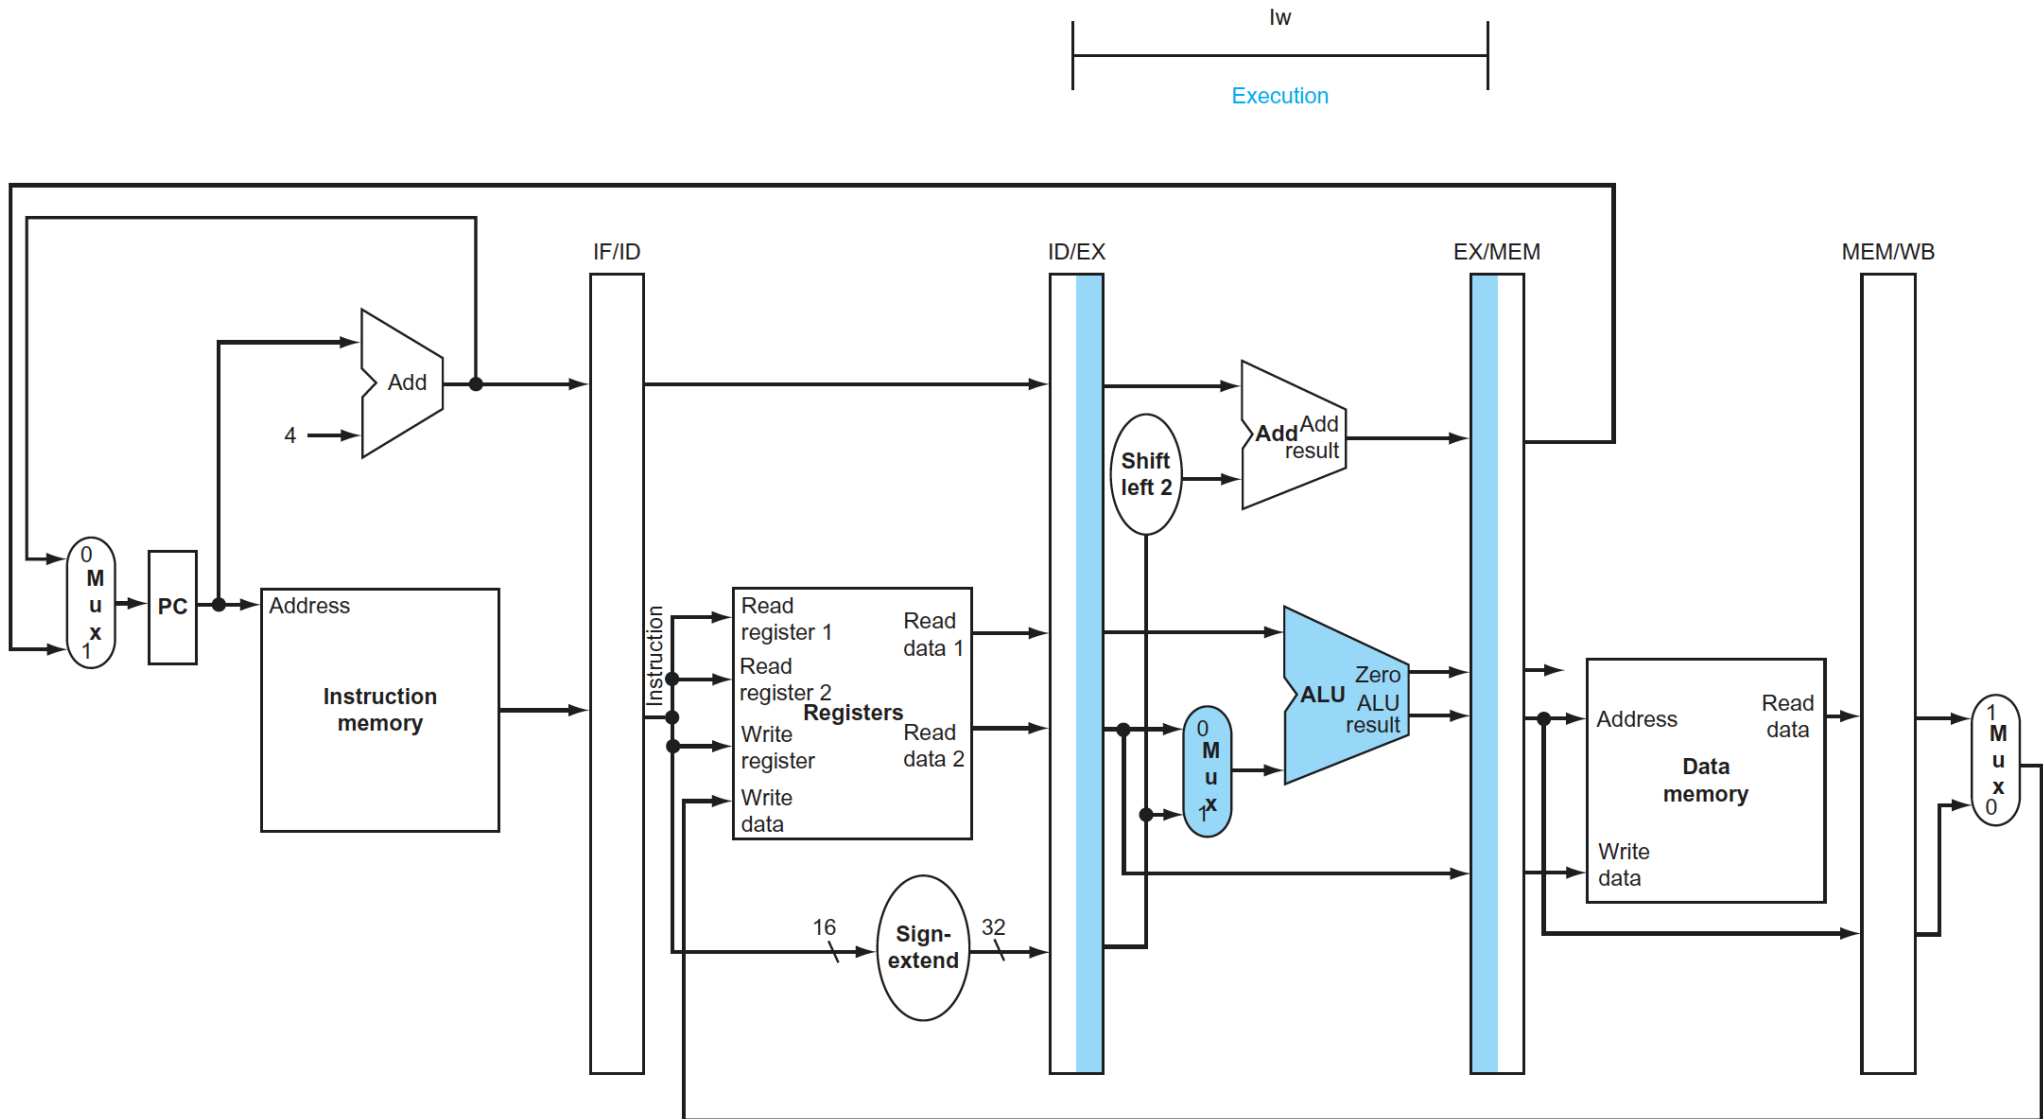 lw
Execution
IF/ID
ID/EX
EX/MEM
MEM/WB
Add
4
Add Add
result
Shift
left 2
0
M
u
x
1
PC
Address
Instruction
memory
Instruction
Read
register 1
Read
data 1
Read
register 2
Registers
Write
register
Read
data 2
Write
data
16
Sign-
extend
32
0
M
u
x
1
Zero
ALU
ALU
result
Address
Read
data
Data
memory
Write
data
1
M
u
x
0